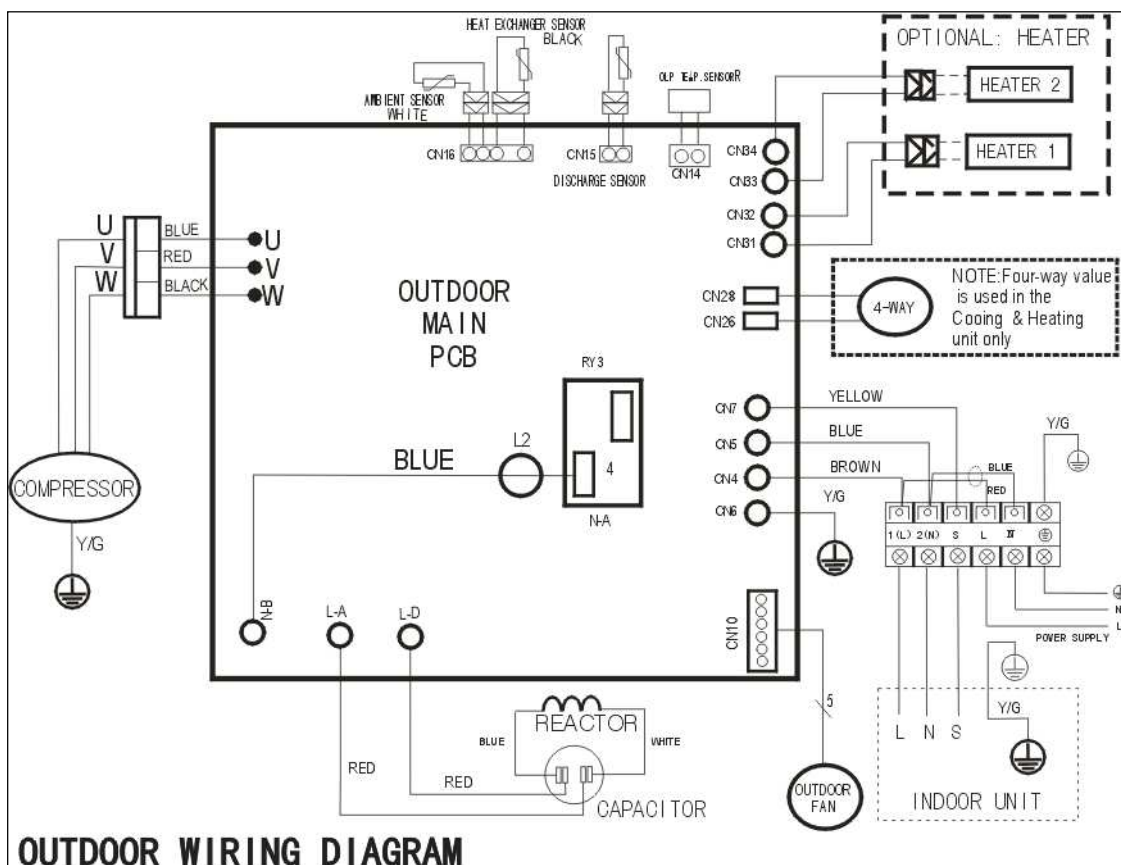 HEAT EXCHANGER SENSOR
BLACK
AMBIENT SENSOR
WHITE
OLP TEAP.SENSORR
OPTIONAL: HEATER
HEATER 2
HEATER 1
CN16
CN15
DISCHARGE SENSOR
CN14
CN34
CN33
CN32
CN31
U
V
W
BLUE
RED
BLACK
U
V
W
OUTDOOR
MAIN
PCB
CN28
CN26
4-WAY
NOTE:Four-way value
is used in the
Cooing & Heating
unit only
RY3
L2
BLUE
4
N-A
CN7
CN5
CN4
CN6
YELLOW
BLUE
BROWN
Y/G
BLUE
RED
Y/G
1(L) 2(N) S L N
N
L
POWER SUPPLY
COMPRESSOR
Y/G
N-B
L-A
L-D
CN10
REACTOR
BLUE
WHITE
RED
RED
CAPACITOR
5
OUTDOOR
FAN
L N S
Y/G
INDOOR UNIT
OUTDOOR WIRING DIAGRAM